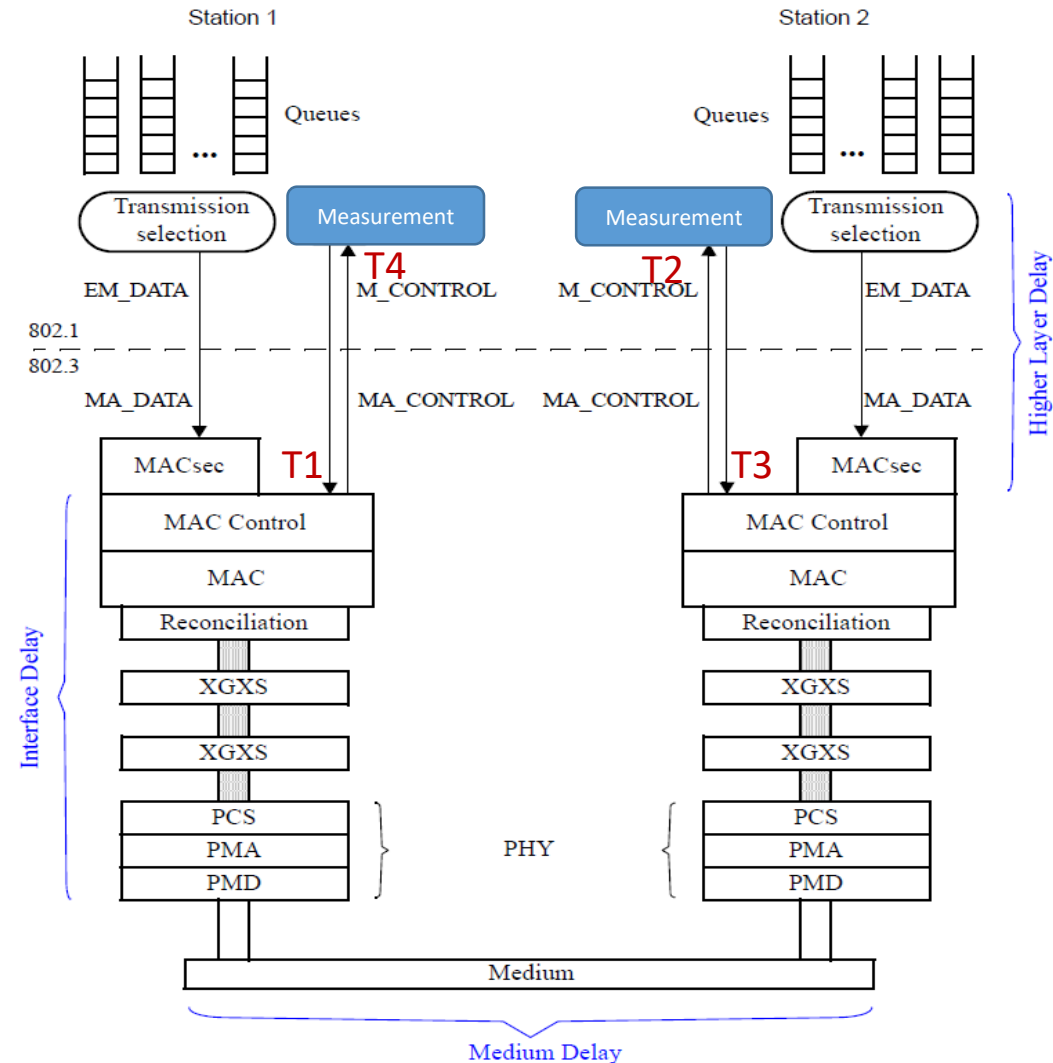 Station 1
Station 2
Queues
Queues
...
...
Transmission
selection
Measurement
Measurement
Transmission
selection
T4
T2
EM_DATA
M_CONTROL
M_CONTROL
EM_DATA
802.1
802.3
MA_DATA
MA_CONTROL
MA_CONTROL
MA_DATA
Higher Layer Delay
MACsec
T1
T3
MACsec
MAC Control
MAC Control
MAC
MAC
Reconciliation
Reconciliation
Interface Delay
XGXS
XGXS
XGXS
XGXS
PCS
PCS
PMA
PHY
PMA
PMD
PMD
Medium
Medium Delay